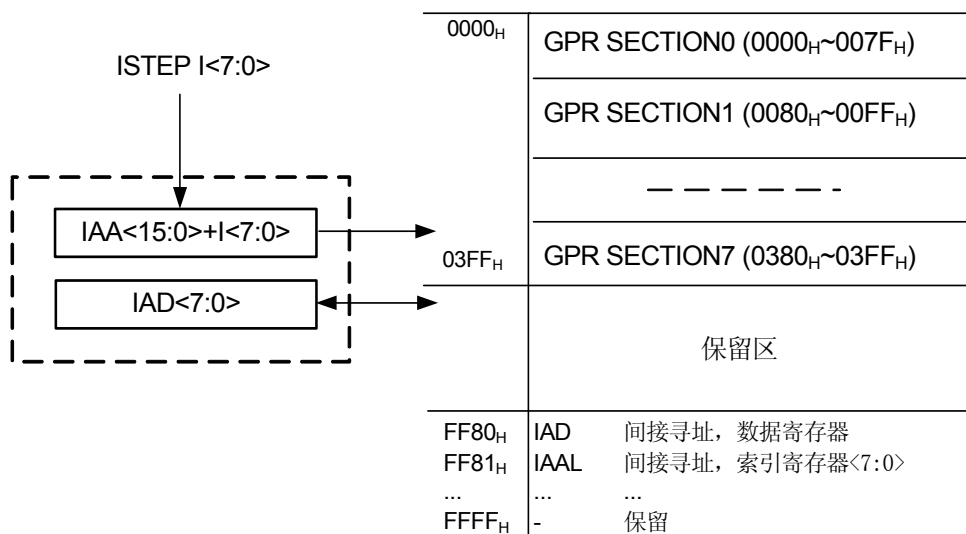 ISTEP I<7:0>
IAA<15:0>+I<7:0>
IAD<7:0>
0000H
GPR SECTION0 (0000H~007FH)
GPR SECTION1 (0080H~00FFH)
03FFH
GPR SECTION7 (0380H~03FFH)
保留区
FF80H IAD 间接寻址，数据寄存器
FF81H IAAL 间接寻址，索引寄存器<7:0>
... ... ...
FFFFH - 保留